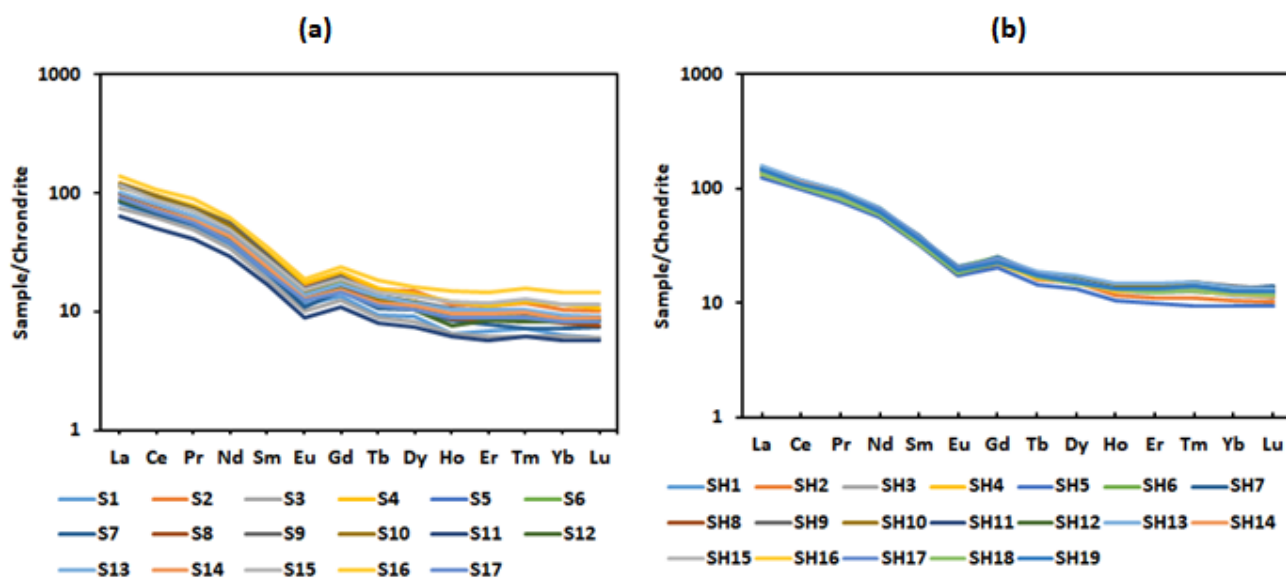 (a)
Sample/Chrondrite
1000
100
10
1
La Ce Pr Nd Sm Eu Gd Tb Dy Ho Er Tm Yb Lu
S1 S2 S3 S4 S5 S6
S7 S8 S9 S10 S11 S12
S13 S14 S15 S16 S17
(b)
Sample/Chondrite
1000
100
10
1
La Ce Pr Nd Sm Eu Gd Tb Dy Ho Er Tm Yb Lu
SH1 SH2 SH3 SH4 SH5 SH6 SH7
SH8 SH9 SH10 SH11 SH12 SH13 SH14
SH15 SH16 SH17 SH18 SH19